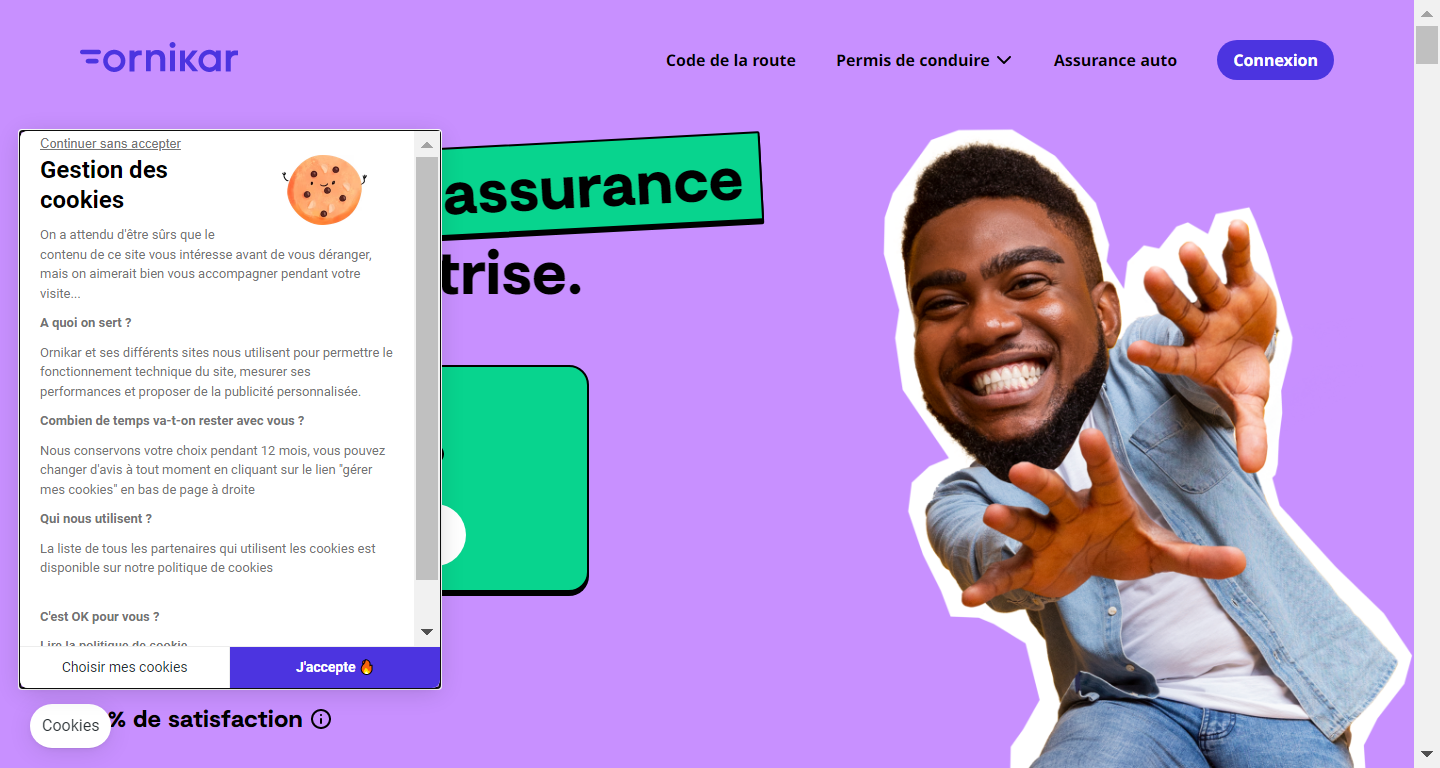 ornikar
Code de la route
Permis de conduire
Assurance auto
Connexion
assurance
trise.
Continuer sans accepter
Gestion des
cookies
On a attendu d'être sûrs que le
contenu de ce site vous intéresse avant de vous déranger,
mais on aimerait bien vous accompagner pendant votre
visite...
A quoi on sert ?
Ornikar et ses différents sites nous utilisent pour permettre le
fonctionnement technique du site, mesurer ses
performances et proposer de la publicité personnalisée.
Combien de temps va-t-on rester avec vous ?
Nous conservons votre choix pendant 12 mois, vous pouvez
changer d'avis à tout moment en cliquant sur le lien "gérer
mes cookies" en bas de page à droite
Qui nous utilisent ?
La liste de tous les partenaires qui utilisent les cookies est
disponible sur notre politique de cookies
C'est OK pour vous ?
Lire la politique de cookie
Choisir mes cookies
J'accepte 🔥
Cookies
% de satisfaction